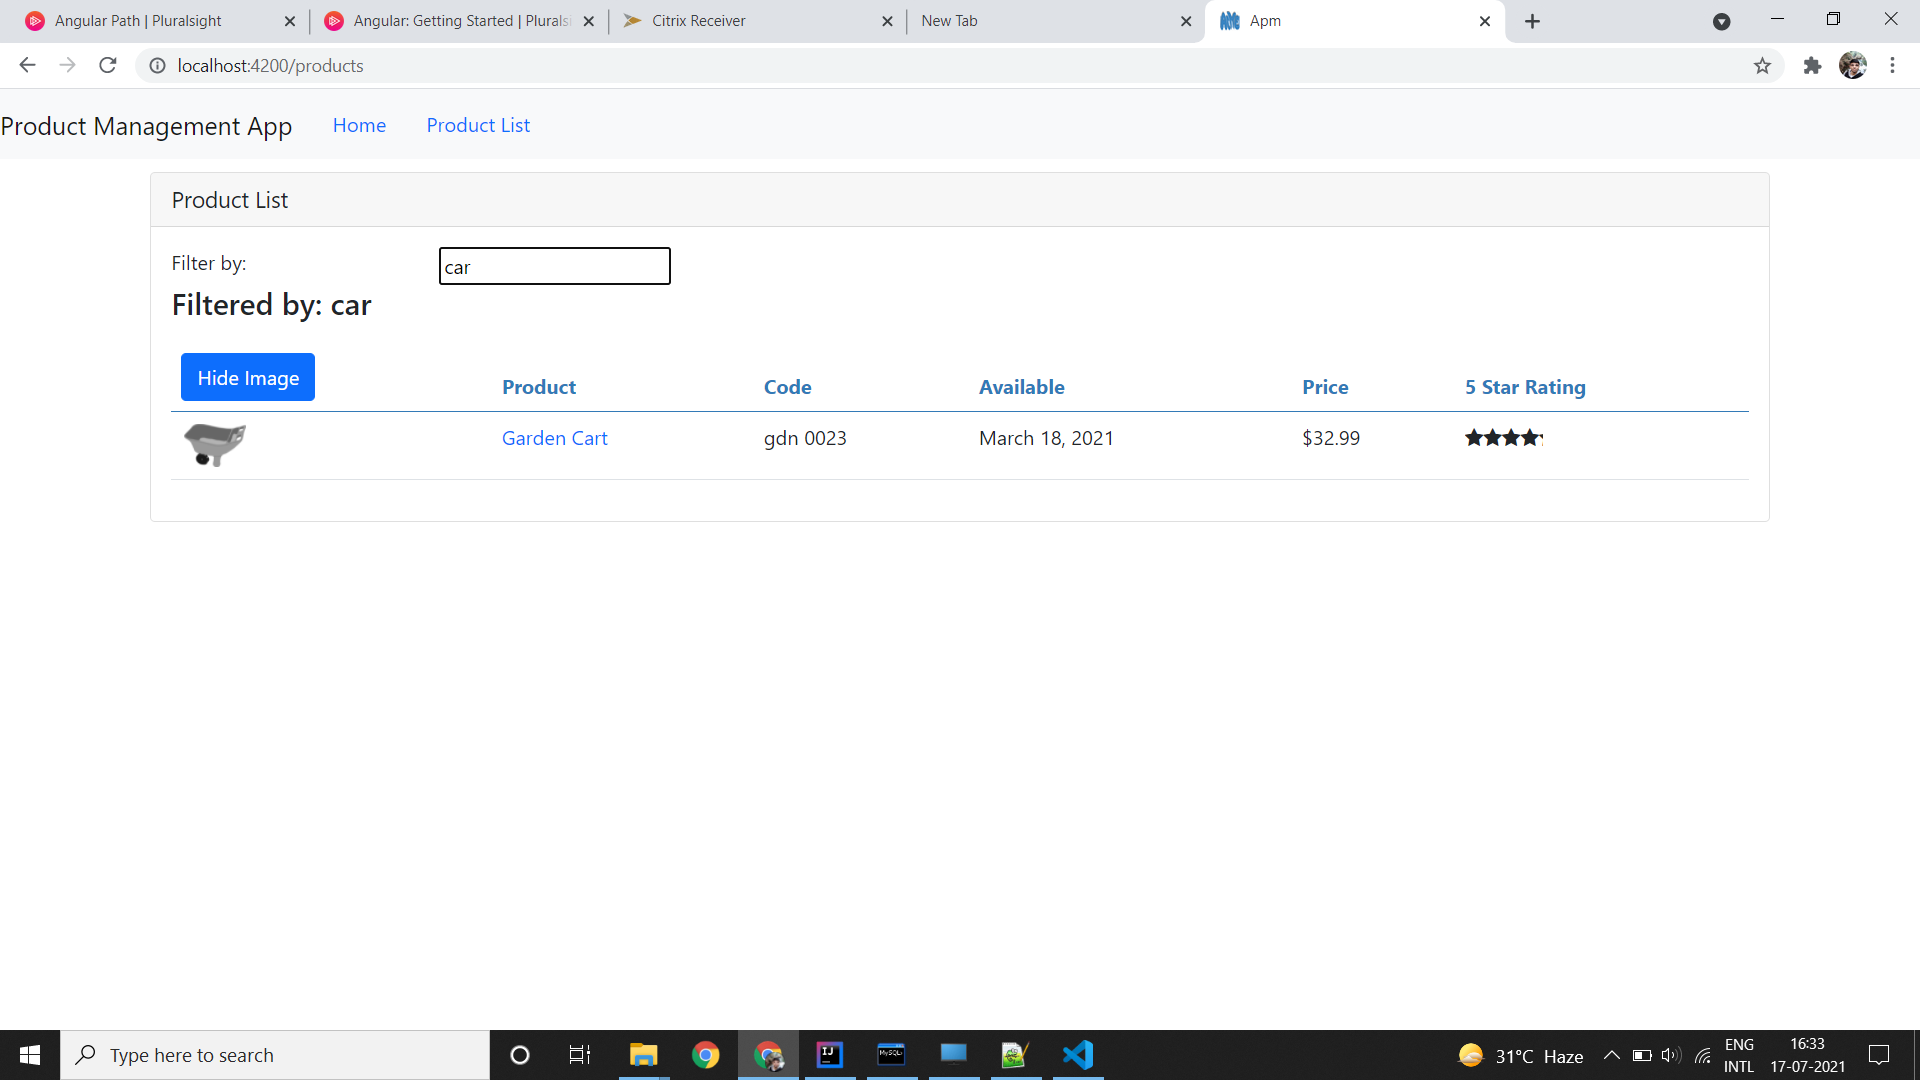 Angular Path | Pluralsight
Angular: Getting Started | Pluralsi
Citrix Receiver
New Tab
Apm
localhost:4200/products
Product Management App
Home
Product List
Product List
Filter by:
car
Filtered by: car
Hide Image
Product
Code
Available
Price
5 Star Rating
Garden Cart
gdn 0023
March 18, 2021
$32.99
Type here to search
IJ
MySQL
31°C Haze
ENG
INTL
16:33
17-07-2021